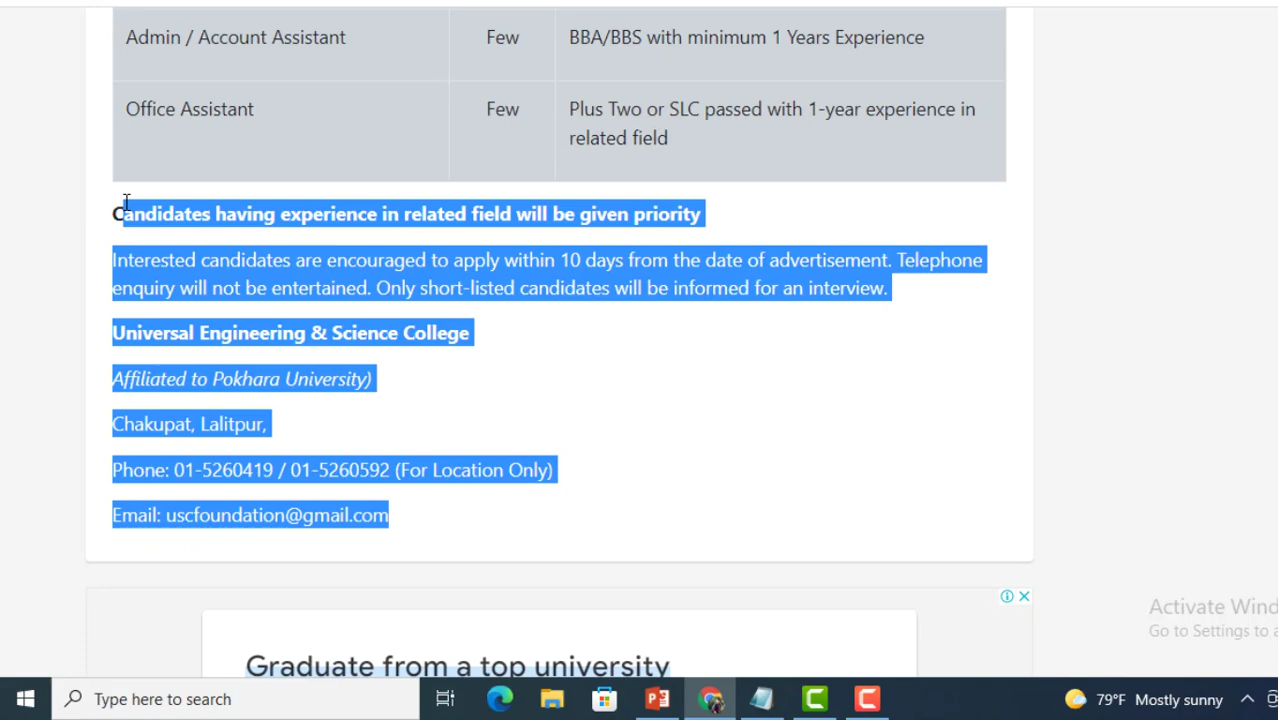 Admin / Account Assistant Few BBA/BBS with minimum 1 Years Experience
Office Assistant Few Plus Two or SLC passed with 1-year experience in
related field
Candidates having experience in related field will be given priority
Interested candidates are encouraged to apply within 10 days from the date of advertisement. Telephone
enquiry will not be entertained. Only short-listed candidates will be informed for an interview.
Universal Engineering & Science College
Affiliated to Pokhara University)
Chakupat, Lalitpur,
Phone: 01-5260419 / 01-5260592 (For Location Only)
Email: uscfoundation@gmail.com
Graduate from a top university
Activate Wind
Go to Settings to a
Type here to search
79°F Mostly sunny